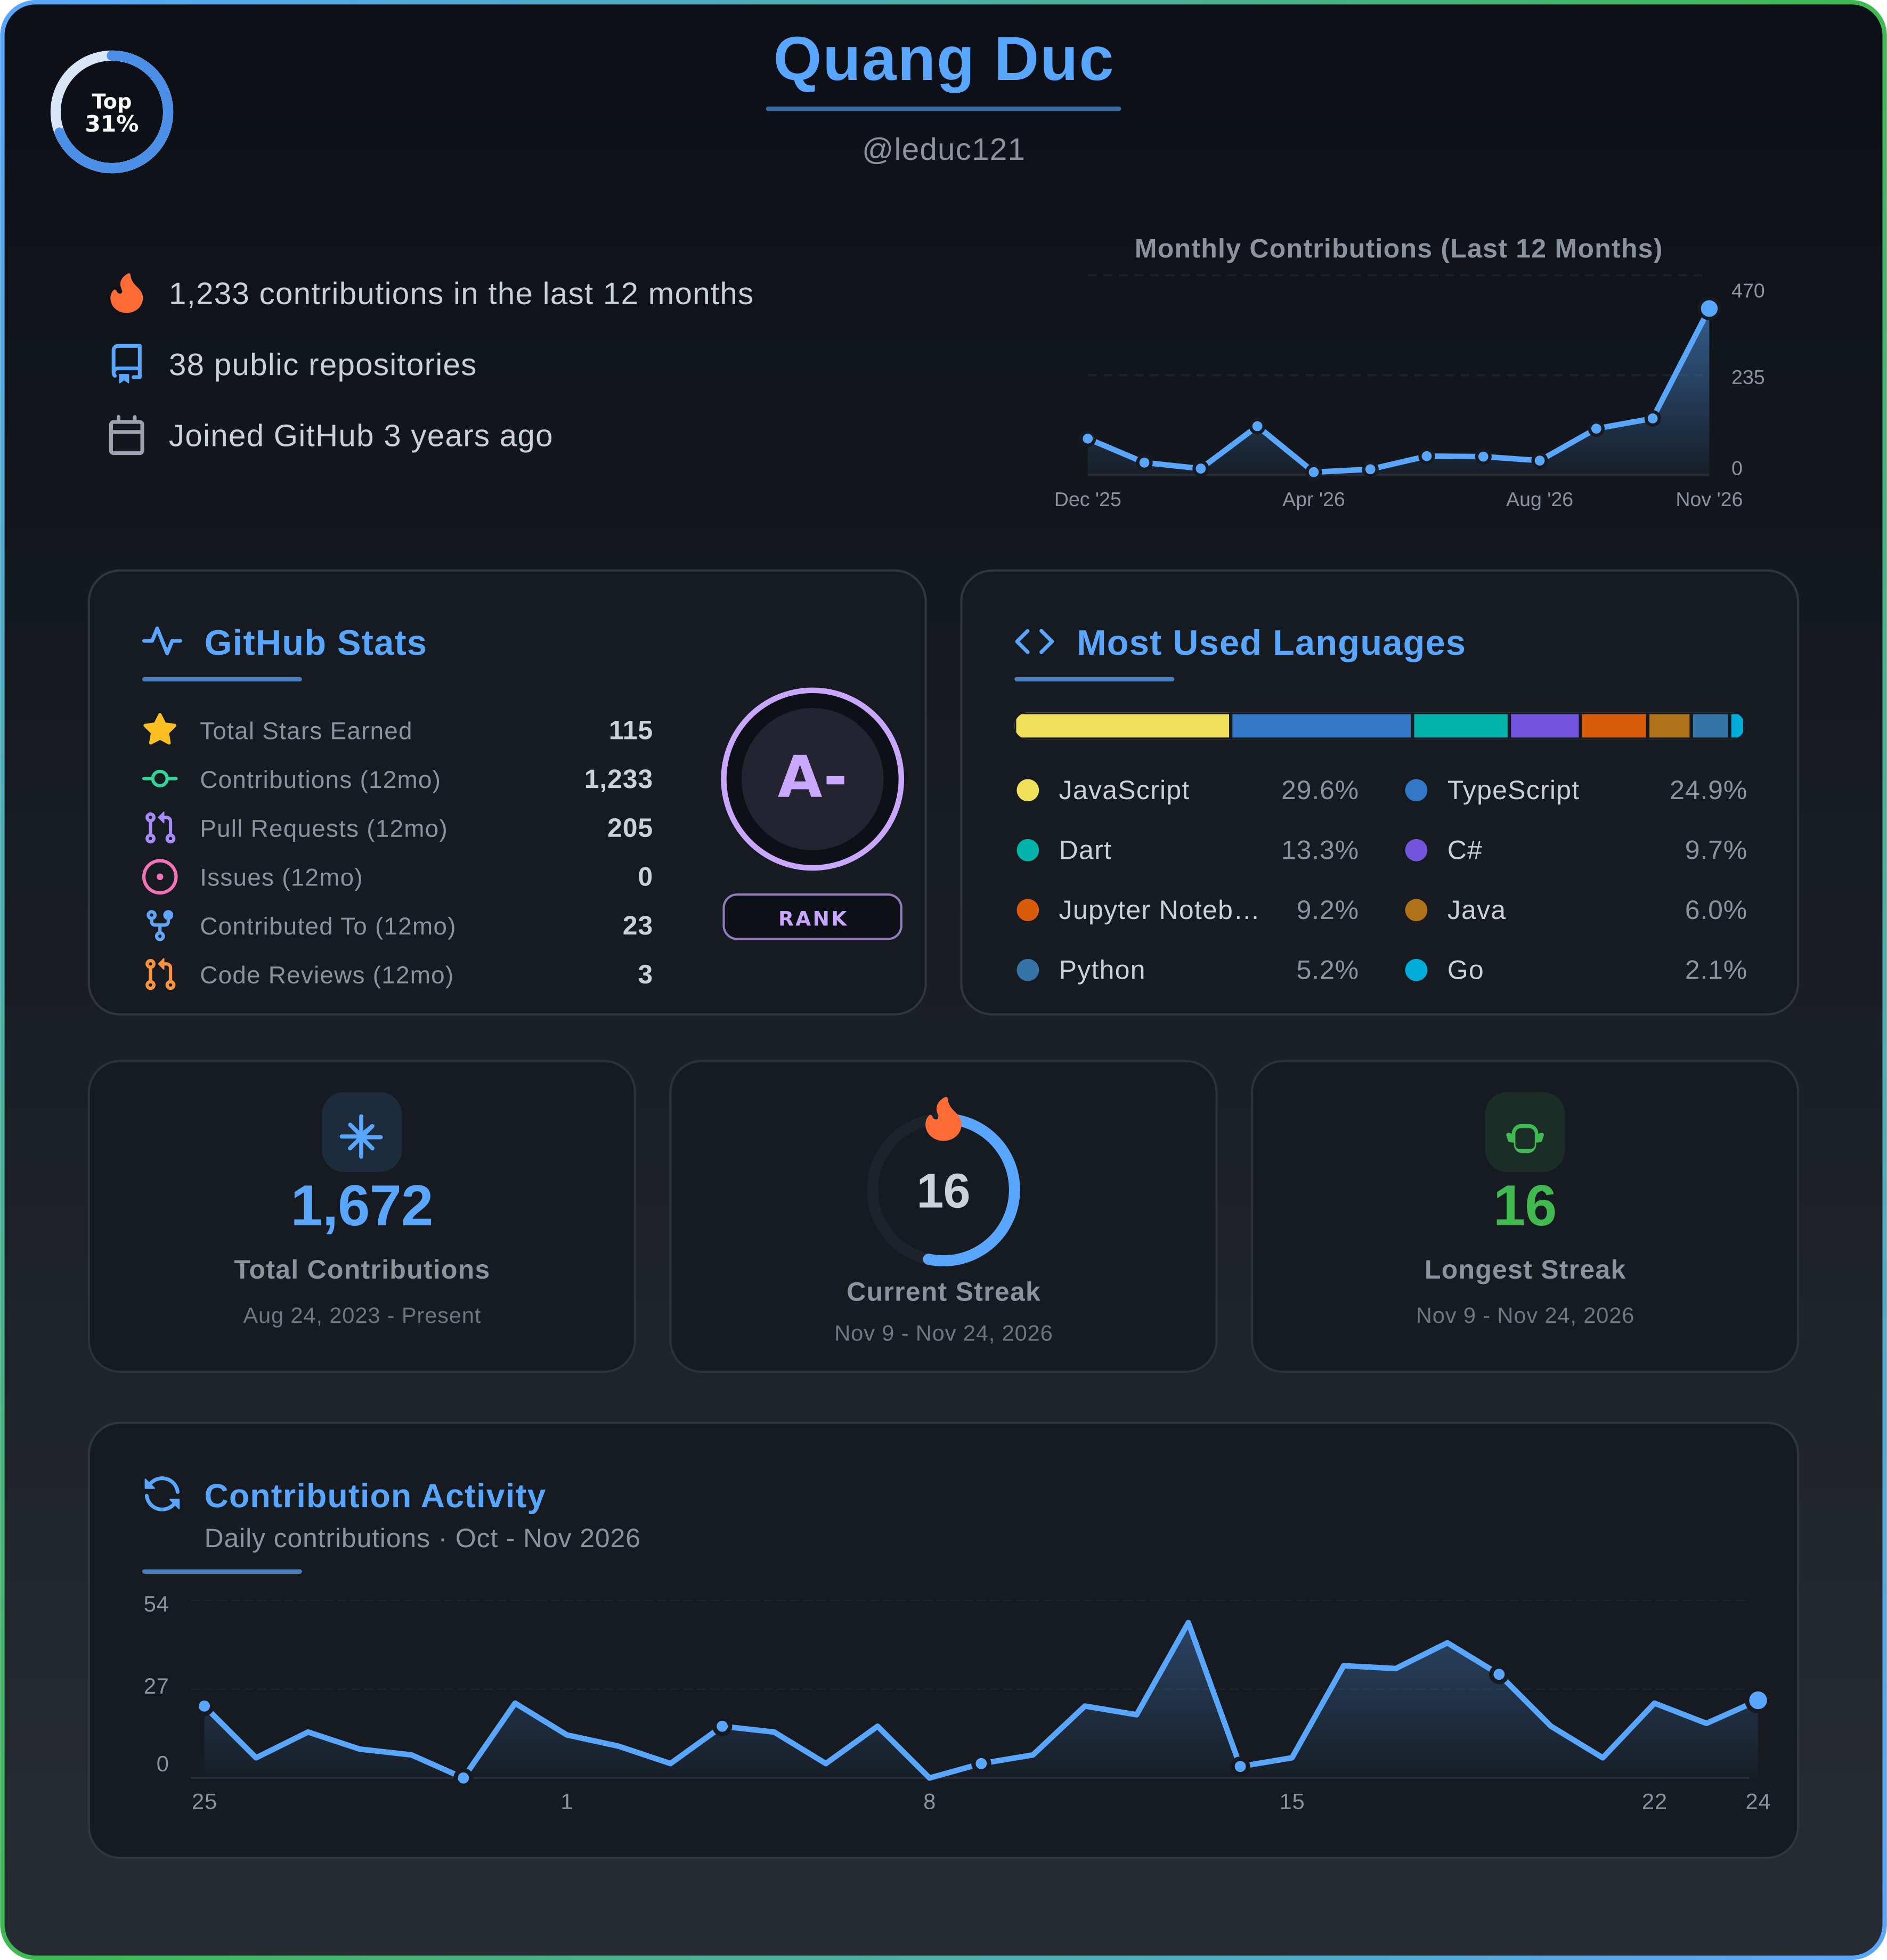 Top
31%
Quang Duc
@leduc121
1,233 contributions in the last 12 months
38 public repositories
Joined GitHub 3 years ago
Monthly Contributions (Last 12 Months)
470
235
0
Dec '25 Apr '26 Aug '26 Nov '26
GitHub Stats
Total Stars Earned 115
Contributions (12mo) 1,233
Pull Requests (12mo) 205
Issues (12mo) 0
Contributed To (12mo) 23
Code Reviews (12mo) 3
A-
RANK
Most Used Languages
JavaScript 29.6% TypeScript 24.9%
Dart 13.3% C# 9.7%
Jupyter Noteb... 9.2% Java 6.0%
Python 5.2% Go 2.1%
1,672
Total Contributions
Aug 24, 2023 - Present
16
Current Streak
Nov 9 - Nov 24, 2026
16
Longest Streak
Nov 9 - Nov 24, 2026
Contribution Activity
Daily contributions · Oct - Nov 2026
54
27
0
25 1 8 15 22 24